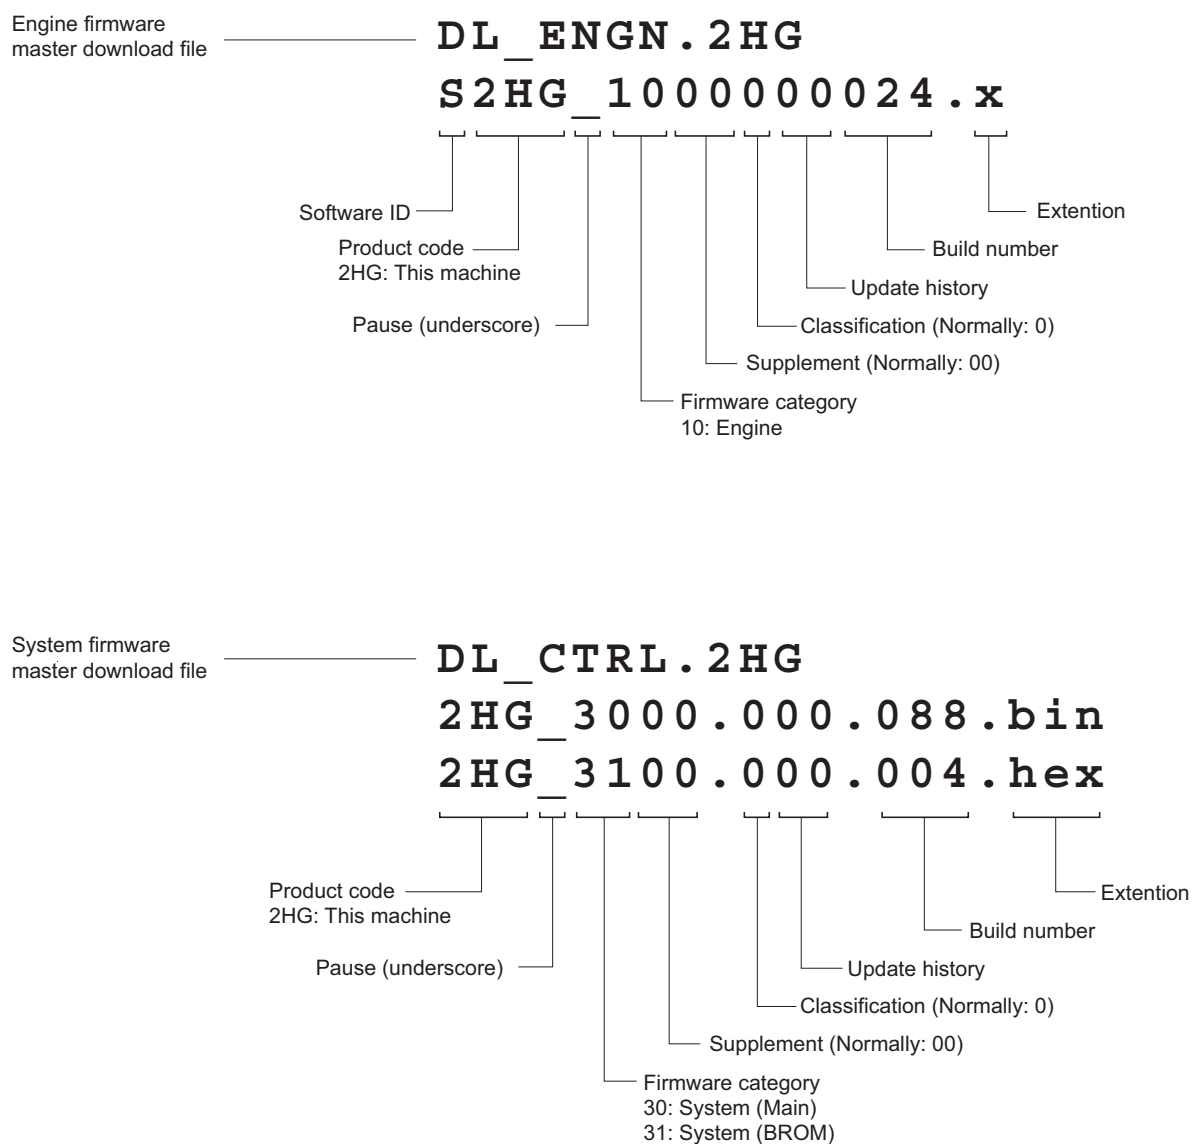 Engine firmware
master download file
DL_ENGN.2HG
S2HG_1000000024.x
Software ID
Extention
Product code
2HG: This machine
Build number
Update history
Pause (underscore)
Classification (Normally: 0)
Supplement (Normally: 00)
Firmware category
10: Engine
System firmware
master download file
DL_CTRL.2HG
2HG_3000.000.088.bin
2HG_3100.000.004.hex
Product code
2HG: This machine
Extention
Build number
Pause (underscore)
Update history
Classification (Normally: 0)
Supplement (Normally: 00)
Firmware category
30: System (Main)
31: System (BROM)